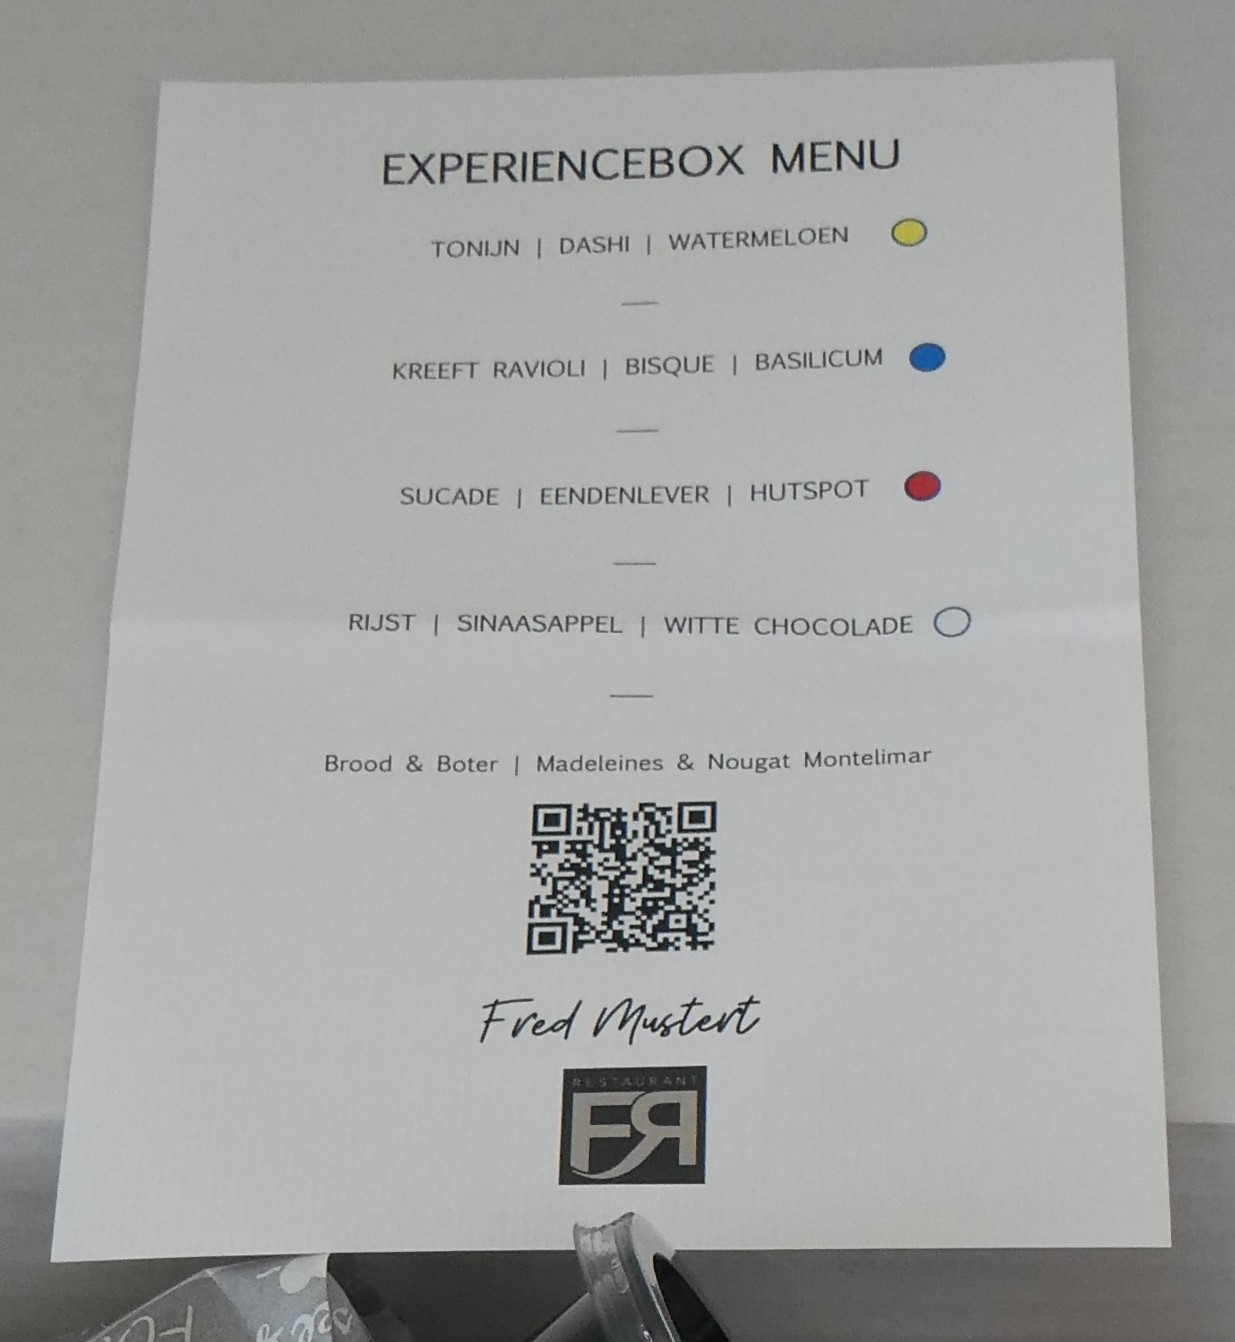 EXPERIENCEBOX MENU
TONIJN | DASHI | WATERMELOEN
KREEFT RAVIOLI | BISQUE | BASILICUM
SUCADE | EENDENLEVER | HUTSPOT
RIJST | SINAASAPPEL | WITTE CHOCOLADE
Brood & Boter | Madeleines & Nougat Montelimar
Fred Mustert
RESTAURANT
FR